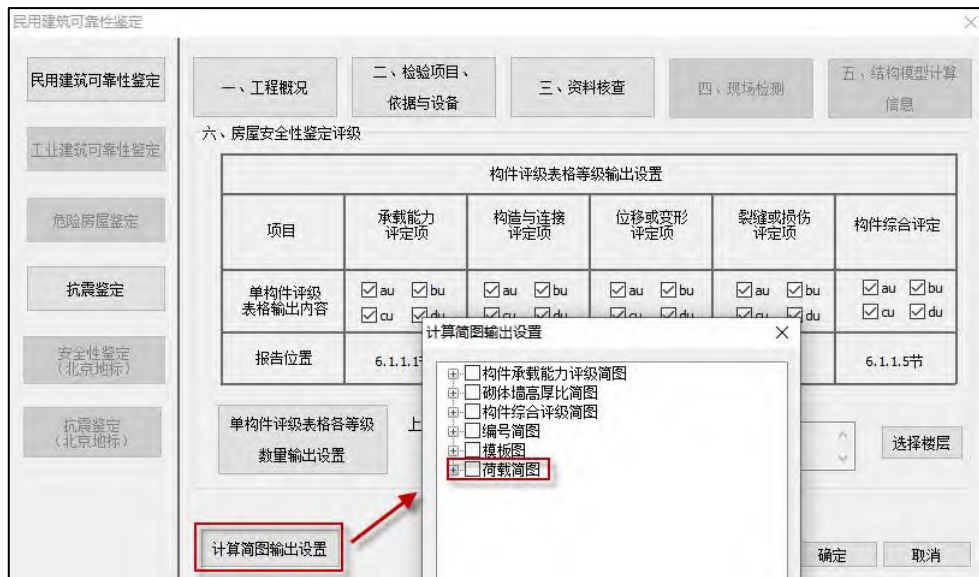 民用建筑可靠性鉴定
民用建筑可靠性鉴定
工业建筑可靠性鉴定
危险房屋鉴定
抗震鉴定
安全性鉴定
（北京地标）
抗震鉴定
（北京地标）
一、工程概况
二、检验项目、
依据与设备
三、资料核查
四、现场检测
五、结构模型计算
信息
六、房屋安全性鉴定评级
构件评级表格等级输出设置
项目
承载能力
评定项
构造与连接
评定项
位移或变形
评定项
裂缝或损伤
评定项
构件综合评定
单构件评级
表格输出内容
au bu
cu du
au bu
cu du
au bu
cu du
au bu
cu du
au bu
cu du
报告位置
6.1.1.1节
6.1.1.5节
计算简图输出设置
构件承载能力评级简图
砌体墙高厚比简图
构件综合评级简图
编号简图
模板图
荷载简图
单构件评级表格各等级
数量输出设置
上
选择楼层
计算简图输出设置
确定
取消